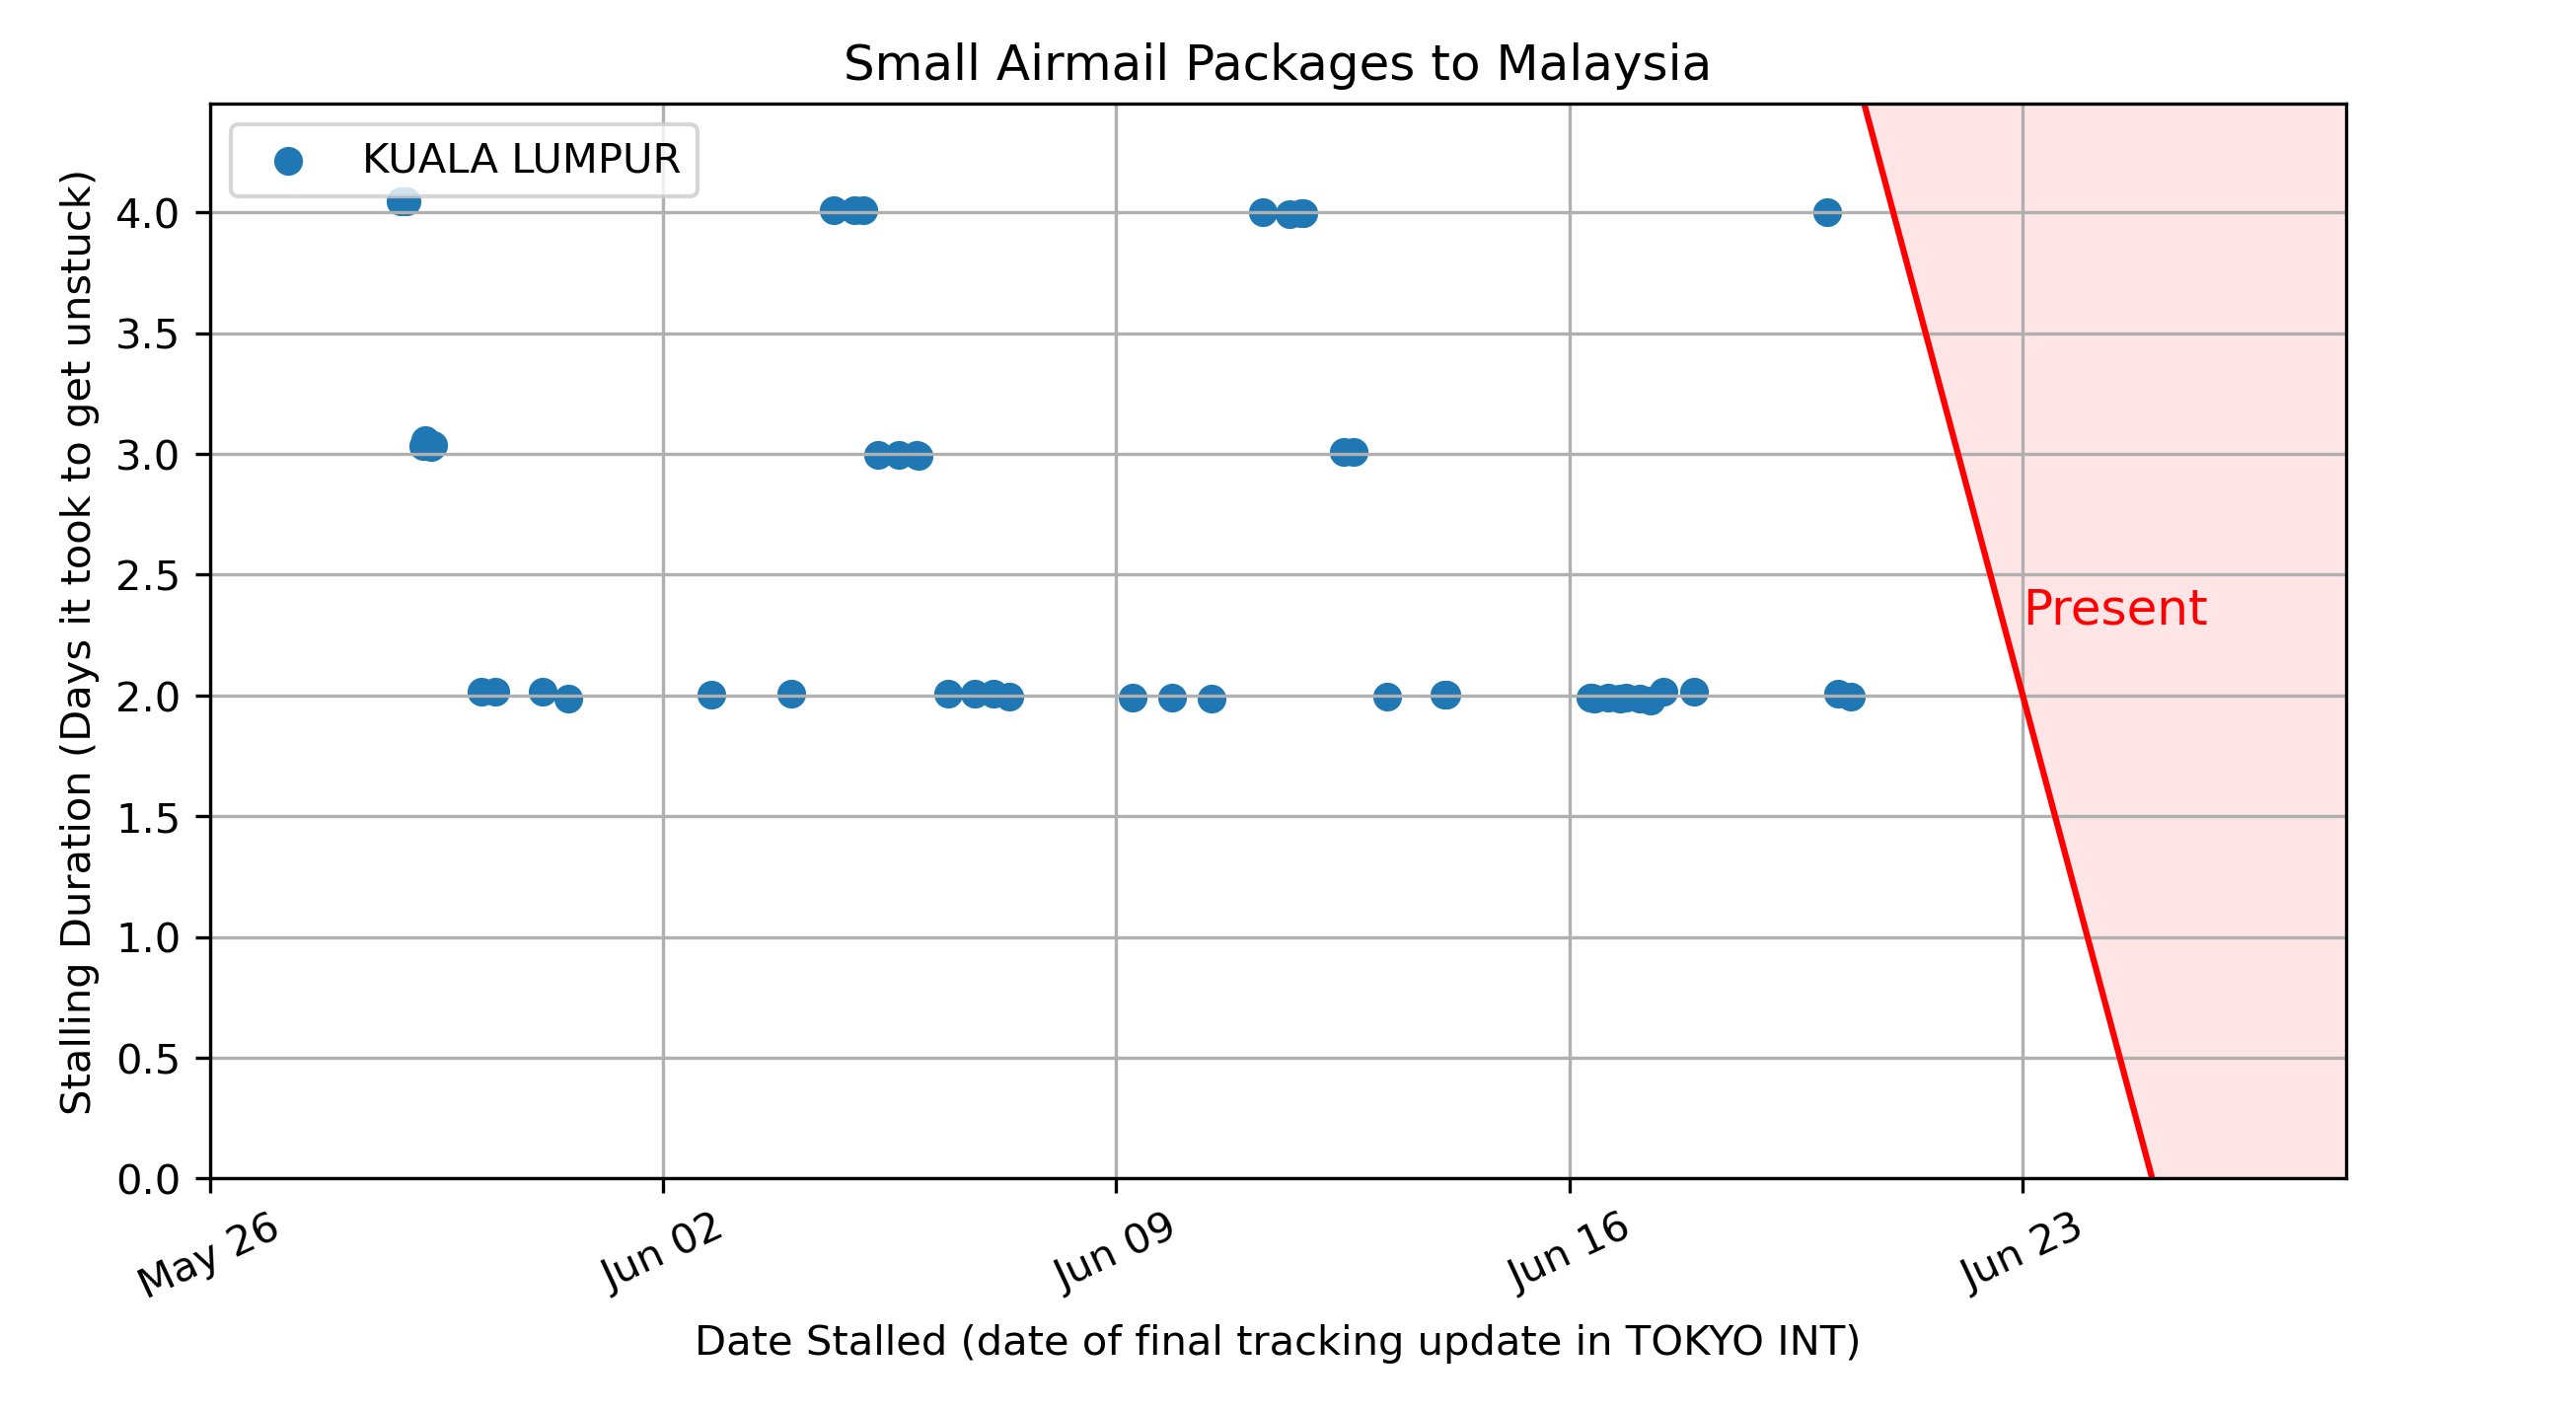 Small Airmail Packages to Malaysia
KUALA LUMPUR
Stalling Duration (Days it took to get unstuck)
4.0
3.5
3.0
2.5
2.0
1.5
1.0
0.5
0.0
Present
May 26
Jun 02
Jun 09
Jun 16
Jun 23
Date Stalled (date of final tracking update in TOKYO INT)